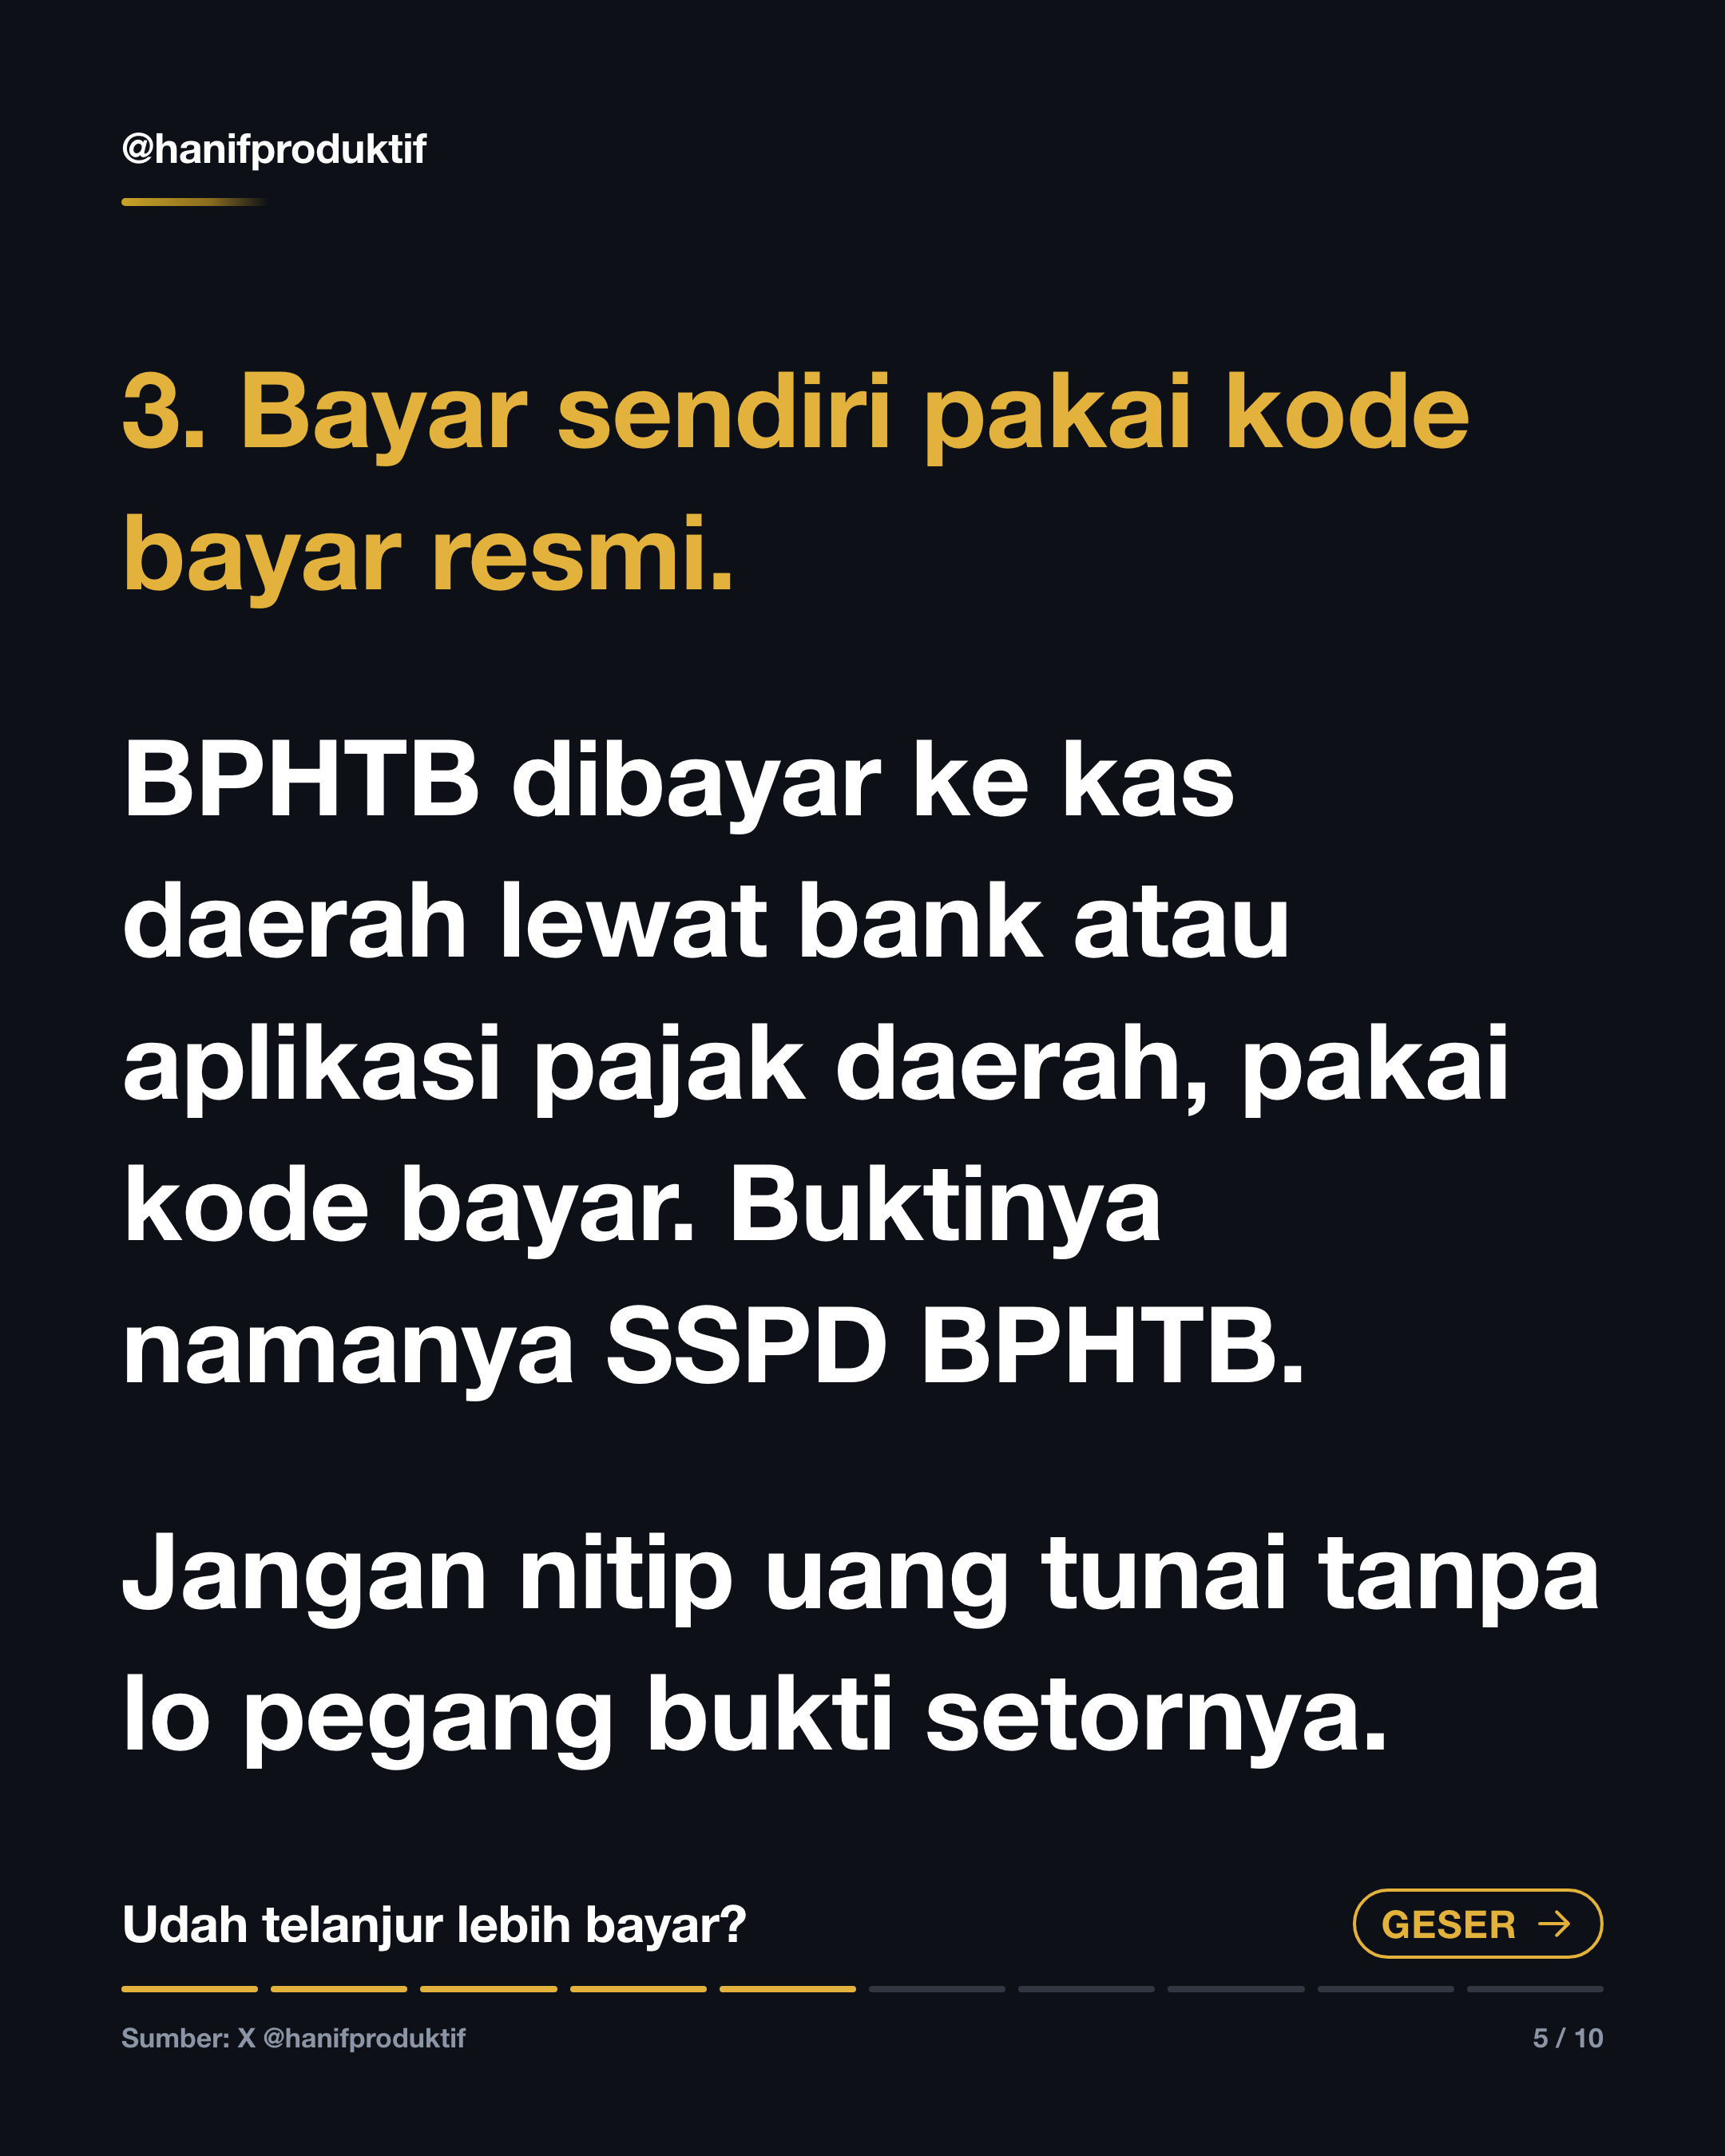 @hanifproduktif
3. Bayar sendiri pakai kode
bayar resmi.
BPHTB dibayar ke kas
daerah lewat bank atau
aplikasi pajak daerah, pakai
kode bayar. Buktinya
namanya SSPD BPHTB.
Jangan nitip uang tunai tanpa
lo pegang bukti setornya.
Udah telanjur lebih bayar?
GESER →
Sumber: X @hanifproduktif
5 / 10